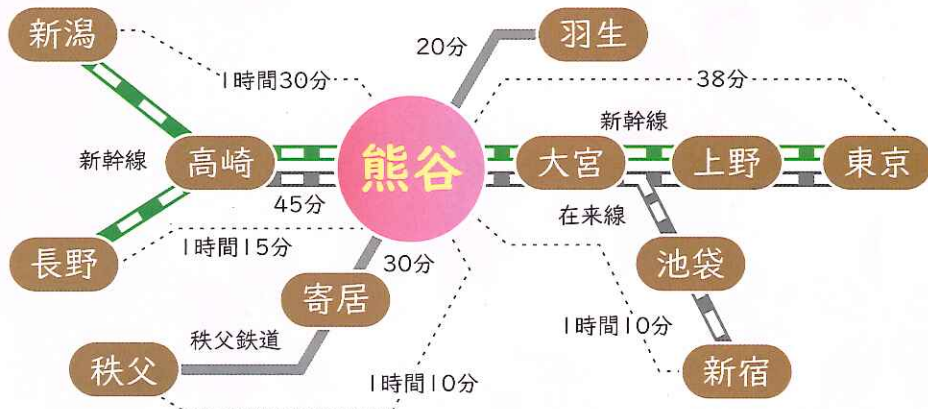 新潟
1時間30分
20分
羽生
38分
新幹線
新幹線
高崎
熊谷
大宮
上野
東京
45分
在来線
長野
1時間15分
30分
池袋
寄居
秩父鉄道
1時間10分
秩父
1時間10分
新宿